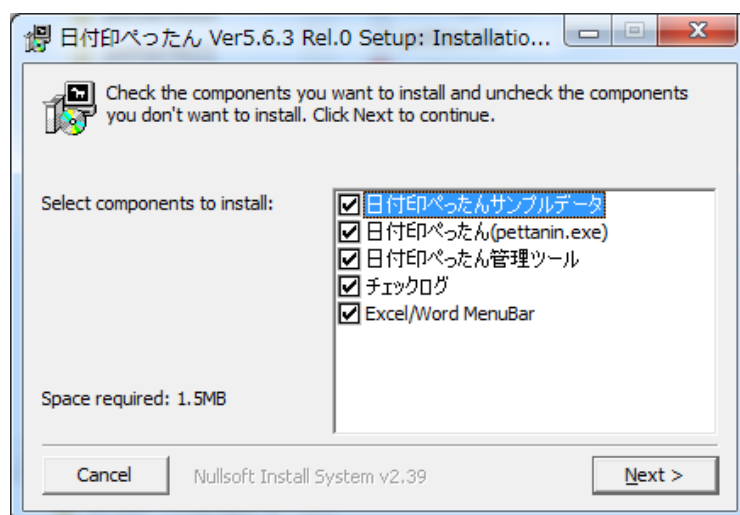 日付印ぺったん Ver5.6.3 Rel.0 Setup: Installatio...
Check the components you want to install and uncheck the components
you don't want to install. Click Next to continue.
Select components to install:
日付印ぺったんサンプルデータ
日付印ぺったん(pettanin.exe)
日付印ぺったん管理ツール
チェックログ
Excel/Word MenuBar
Space required: 1.5MB
Cancel
Nullsoft Install System v2.39
Next >